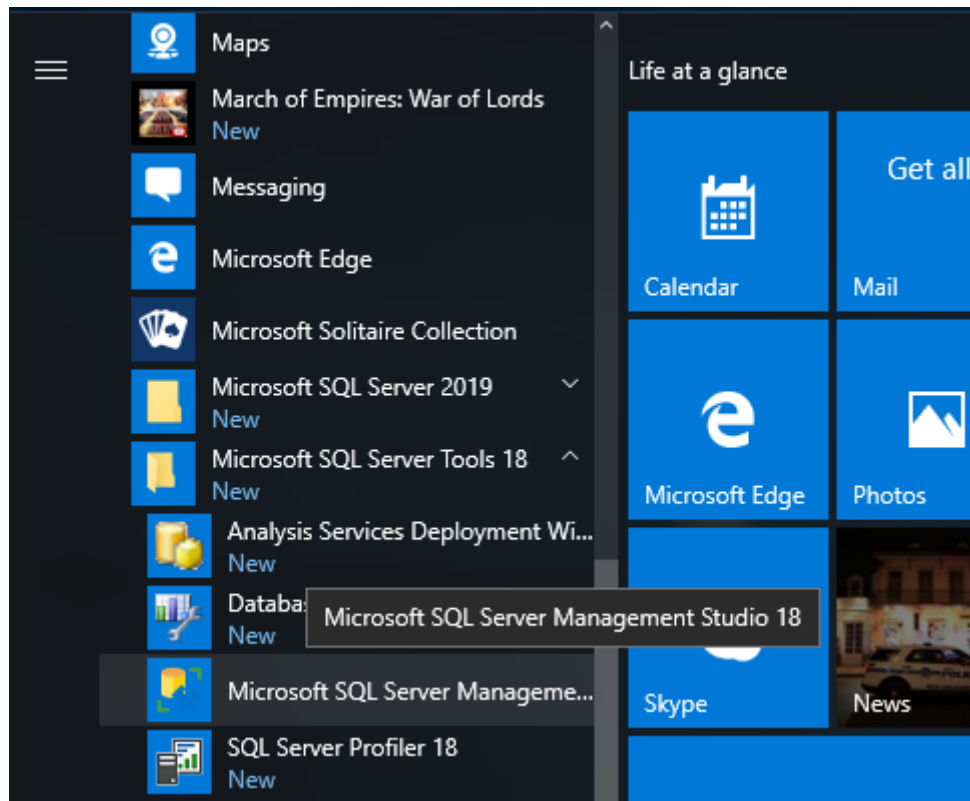 Maps
March of Empires: War of Lords
New
Messaging
Microsoft Edge
Microsoft Solitaire Collection
Microsoft SQL Server 2019
New
Microsoft SQL Server Tools 18
New
Analysis Services Deployment Wi...
New
Databa
New
Microsoft SQL Server Management Studio 18
Microsoft SQL Server Manageme...
SQL Server Profiler 18
New
Life at a glance
Calendar
Get all
Mail
Microsoft Edge
Photos
Skype
News